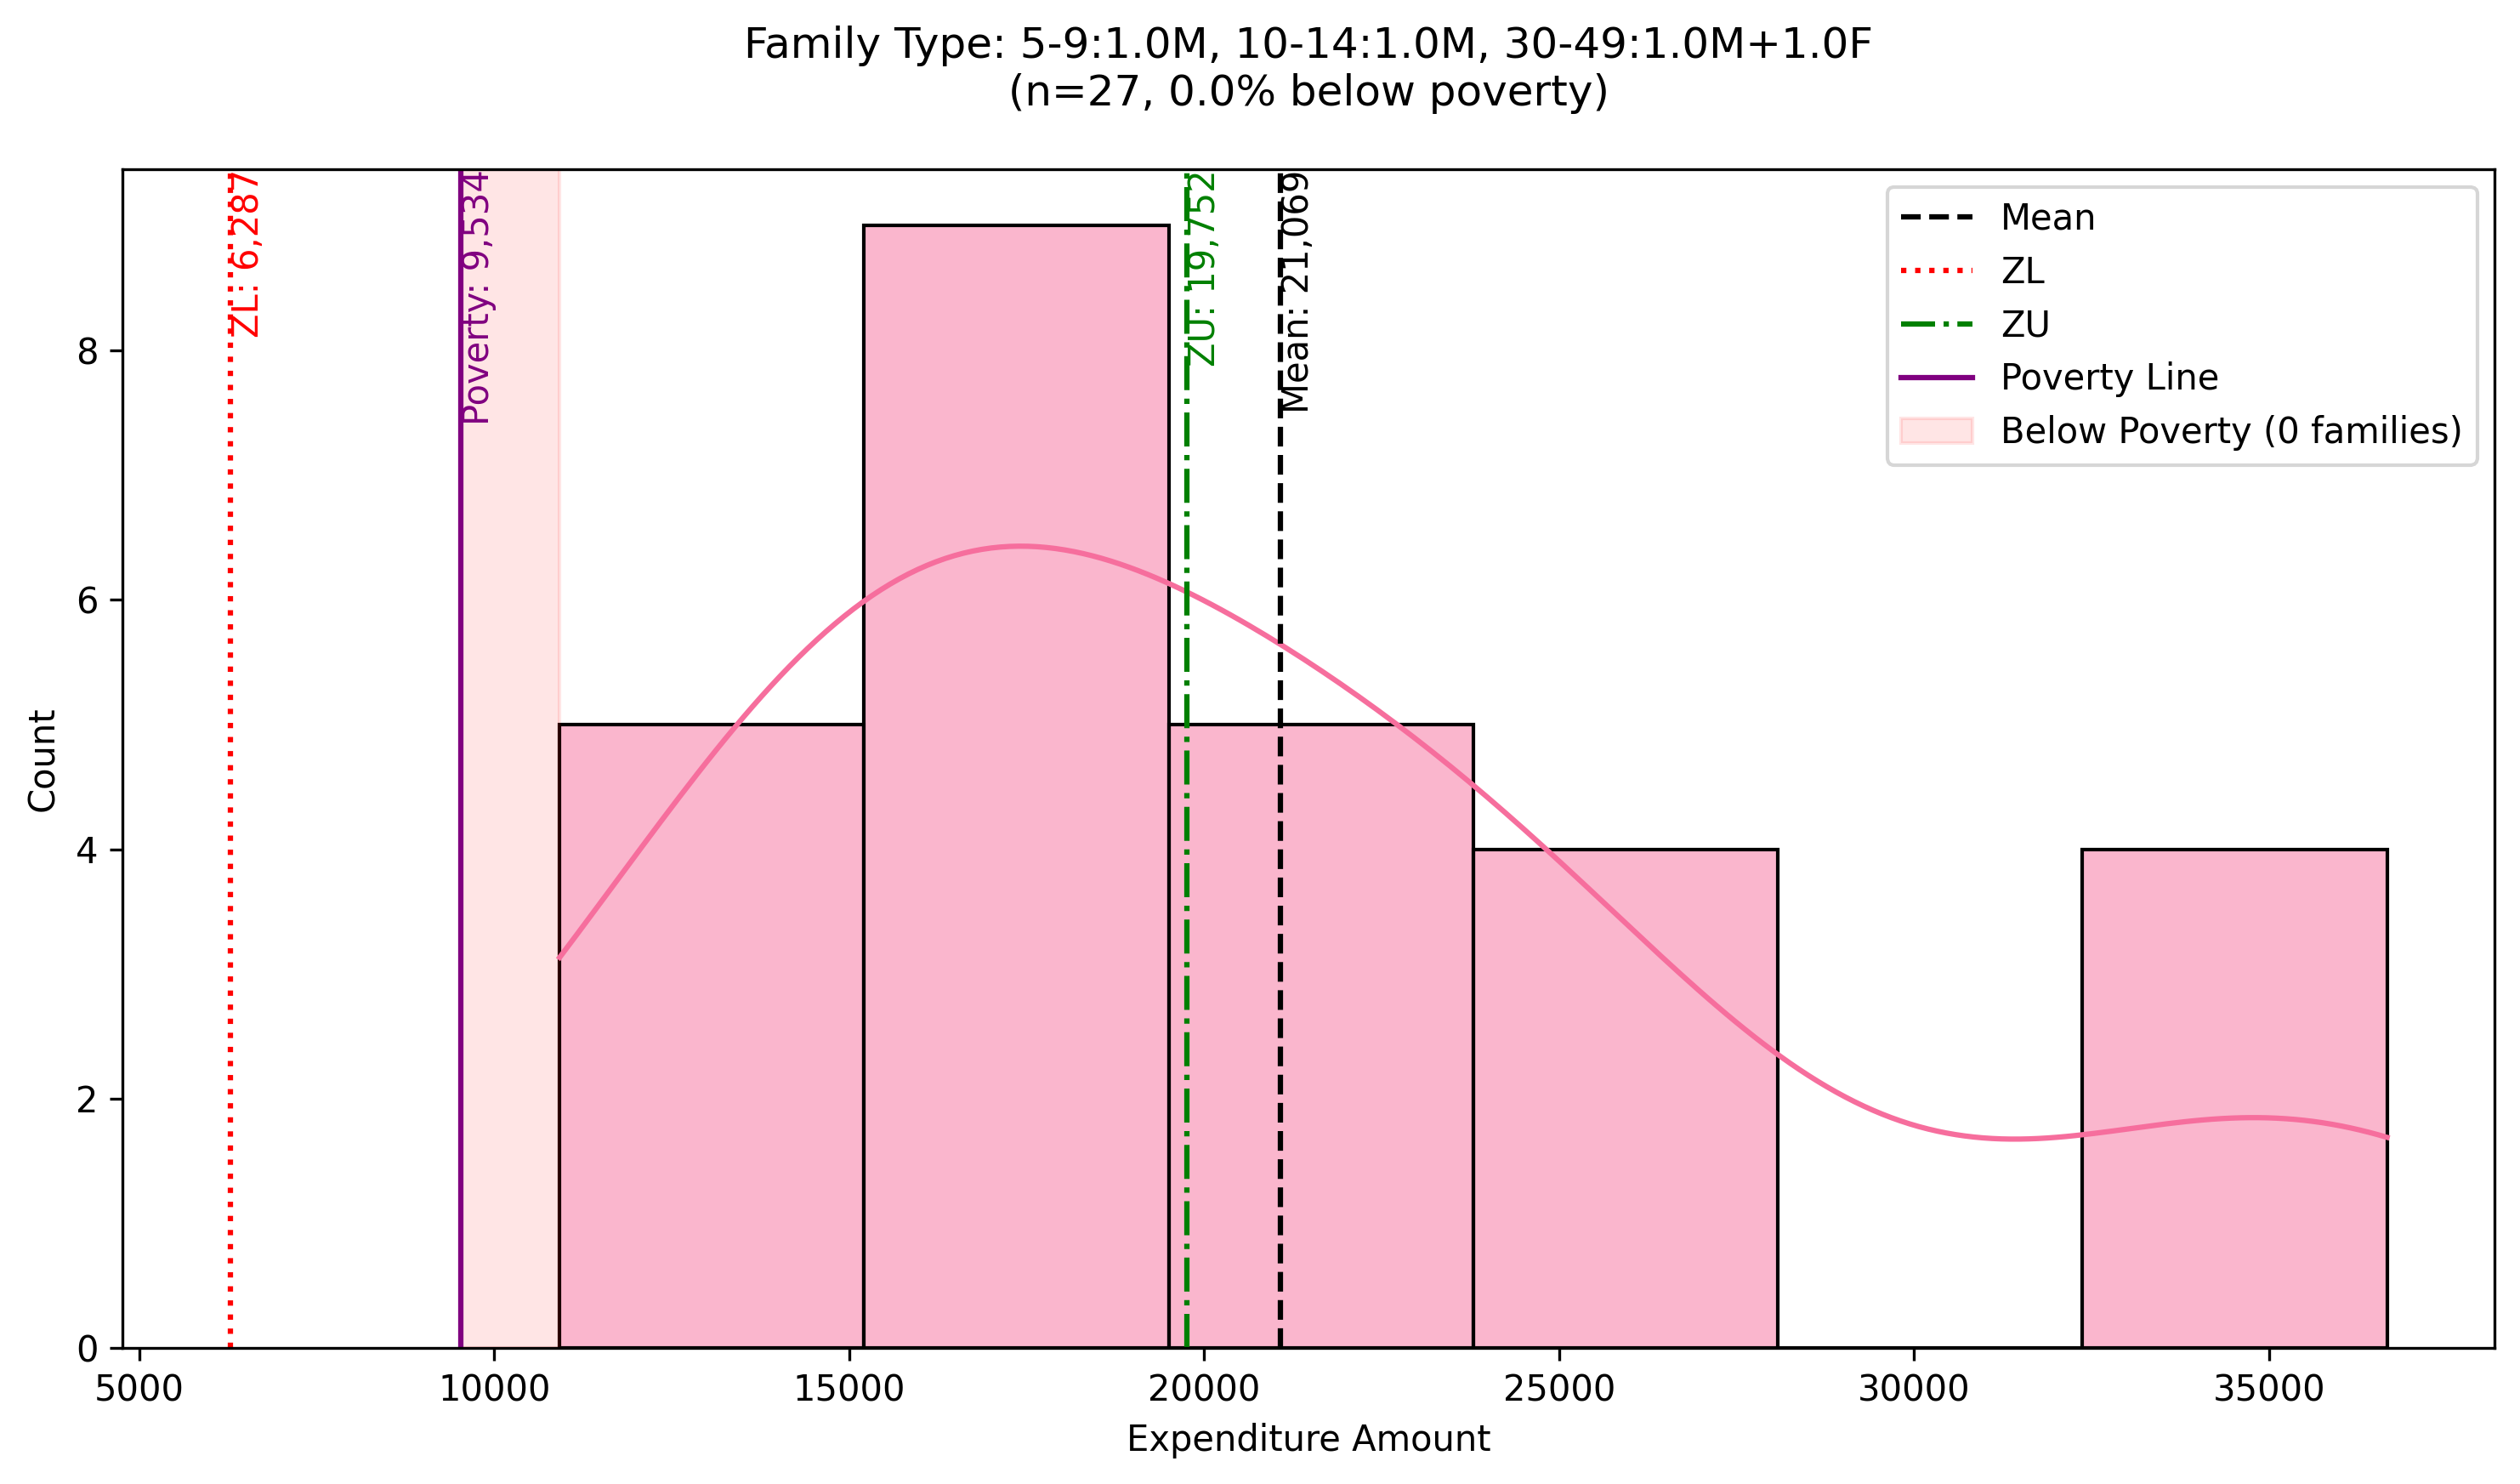 Family Type: 5-9:1.0M, 10-14:1.0M, 30-49:1.0M+1.0F
(n=27, 0.0% below poverty)
ZL: 6,287
Poverty: 9,534
ZU: 19,752
Mean: 21,069
Mean
ZL
ZU
Poverty Line
Below Poverty (0 families)
Count
8
6
4
2
0
5000
10000
15000
20000
25000
30000
35000
Expenditure Amount